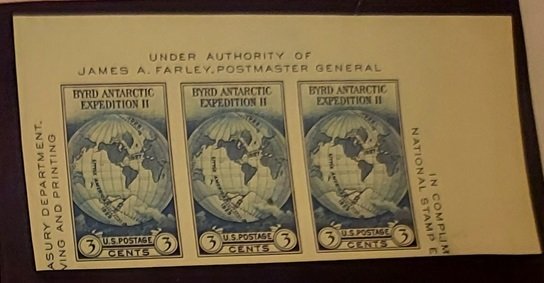 UNDER AUTHORITY OF
JAMES A. FARLEY, POSTMASTER GENERAL
ASURY DEPARTMENT,
VING AND PRINTING
BYRD ANTARCTIC
EXPEDITION II
3 U.S. POSTAGE 3
CENTS
BYRD ANTARCTIC
EXPEDITION II
3 U.S. POSTAGE 3
CENTS
BYRD ANTARCTIC
EXPEDITION II
3 U.S. POSTAGE 3
CENTS
IN COMPLIM
NATIONAL STAMP E